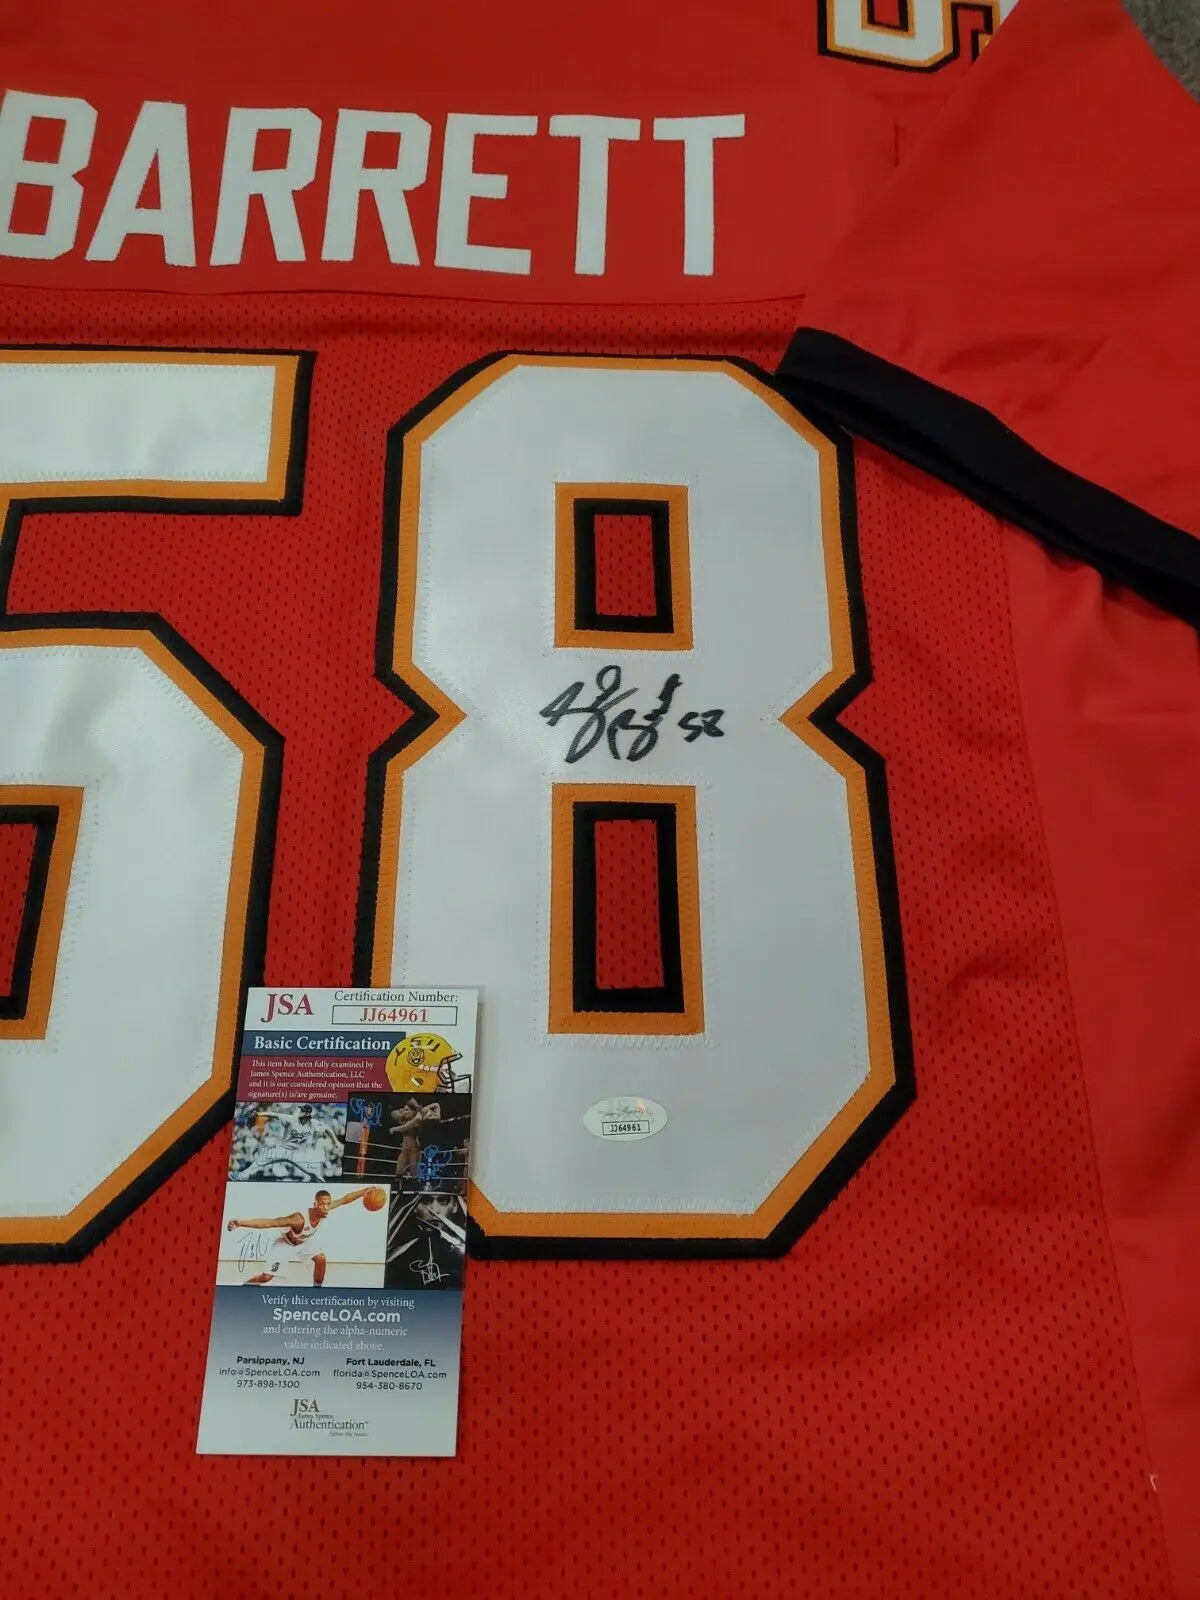 BARRETT
58
58
JSA
Certification Number:
JJ64961
Basic Certification
This item has been fully examined by
James Spence Authentication, LLC
and it is our considered opinion that the
signature(s) is/are genuine.
JJ64961
Verify this certification by visiting
SpenceLOA.com
and entering the alpha-numeric
value indicated above.
Parsippany, NJ Fort Lauderdale, FL
info@SpenceLOA.com florida@SpenceLOA.com
973-898-1300 954-380-8670
JSA
James Spence
Authentication